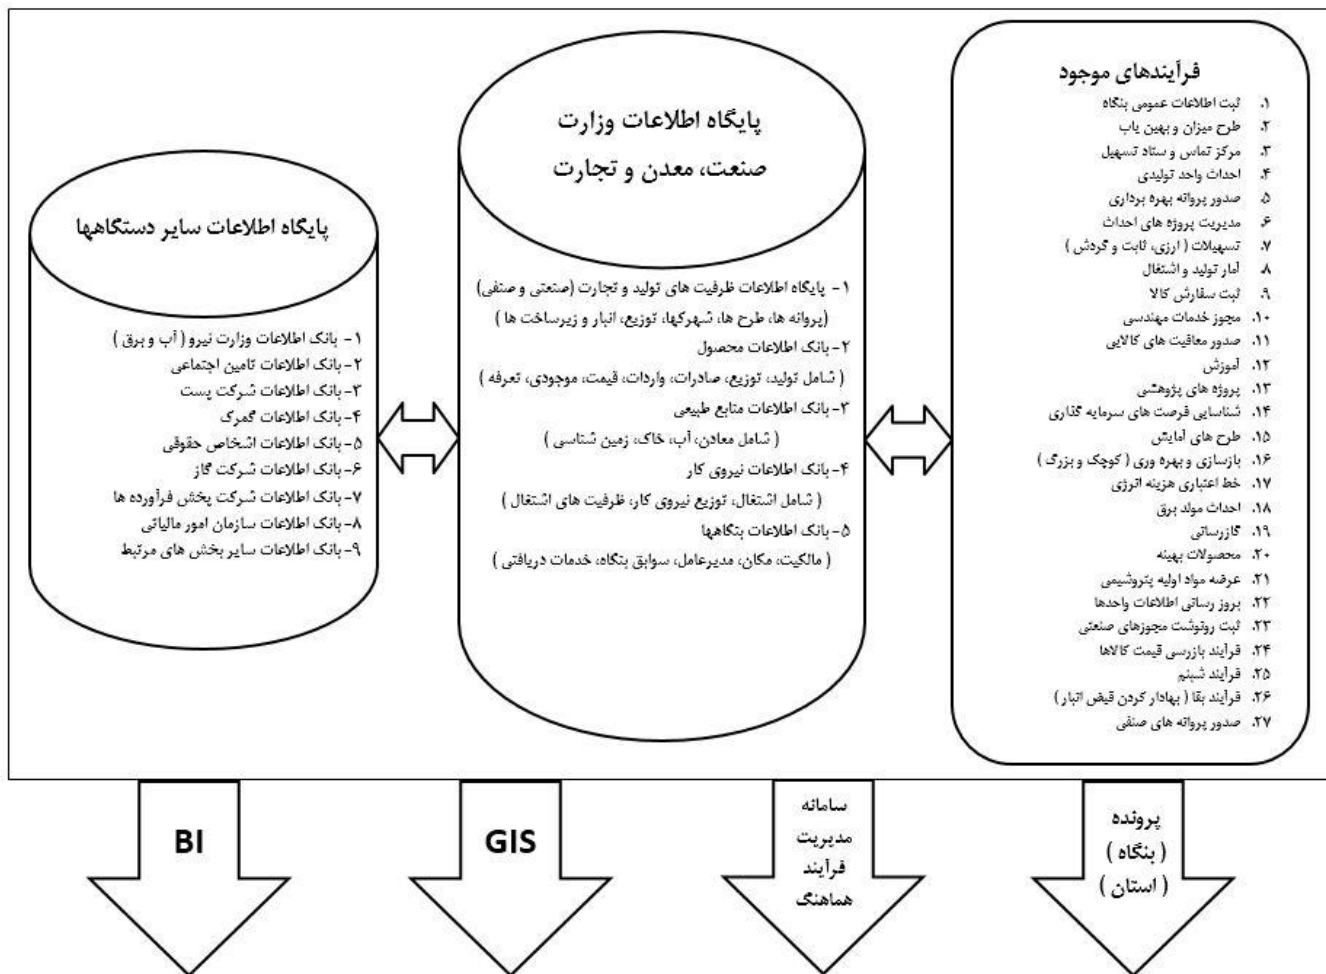 فرآیندهای موجود
۱. ثبت اطلاعات عمومی بنگاه
۲. طرح میزان و بهین یاب
۳. مرکز تماس و ستاد تسهیل
۴. احداث واحد تولیدی
۵. صدور پروانه بهره برداری
۶. مدیریت پروژه های احداث
۷. تسهیلات ( ارزی، ثابت و گردش )
۸. آمار تولید و اشتغال
۹. ثبت سفارش کالا
۱۰. مجوز خدمات مهندسی
۱۱. صدور معافیت های کالایی
۱۲. آموزش
۱۳. پروژه های پژوهشی
۱۴. شناسایی فرصت های سرمایه گذاری
۱۵. طرح های آمایش
۱۶. بازسازی و بهره وری ( کوچک و بزرگ )
۱۷. خط اعتباری هزینه انرژی
۱۸. احداث مولد برق
۱۹. گازرسانی
۲۰. محصولات بهینه
۲۱. عرضه مواد اولیه پتروشیمی
۲۲. بروز رسانی اطلاعات واحدها
۲۳. ثبت رونوشت مجوزهای صنعتی
۲۴. فرآیند بازرسی قیمت کالاها
۲۵. فرآیند شبنم
۲۶. فرآیند بقا ( بهادار کردن قبض انبار )
۲۷. صدور پروانه های صنفی
پایگاه اطلاعات وزارت
صنعت، معدن و تجارت
۱- پایگاه اطلاعات ظرفیت های تولید و تجارت (صنعتی و صنفی)
(پروانه ها، طرح ها، شهرکها، توزیع، انبار و زیرساخت ها )
۲- بانک اطلاعات محصول
( شامل تولید، توزیع، صادرات، واردات، قیمت، موجودی، تعرفه )
۳- بانک اطلاعات منابع طبیعی
( شامل معادن، آب، خاک، زمین شناسی )
۴- بانک اطلاعات نیروی کار
( شامل اشتغال، توزیع نیروی کار، ظرفیت های اشتغال )
۵- بانک اطلاعات بنگاهها
( مالکیت، مکان، مدیرعامل، سوابق بنگاه، خدمات دریافتی )
پایگاه اطلاعات سایر دستگاهها
۱- بانک اطلاعات وزارت نیرو ( آب و برق )
۲- بانک اطلاعات تامین اجتماعی
۳- بانک اطلاعات شرکت پست
۴- بانک اطلاعات گمرک
۵- بانک اطلاعات اشخاص حقوقی
۶- بانک اطلاعات شرکت گاز
۷- بانک اطلاعات شرکت پخش فرآورده ها
۸- بانک اطلاعات سازمان امور مالیاتی
۹- بانک اطلاعات سایر بخش های مرتبط
پرونده
( بنگاه )
( استان )
سامانه
مدیریت
فرآیند
هماهنگ
GIS
BI